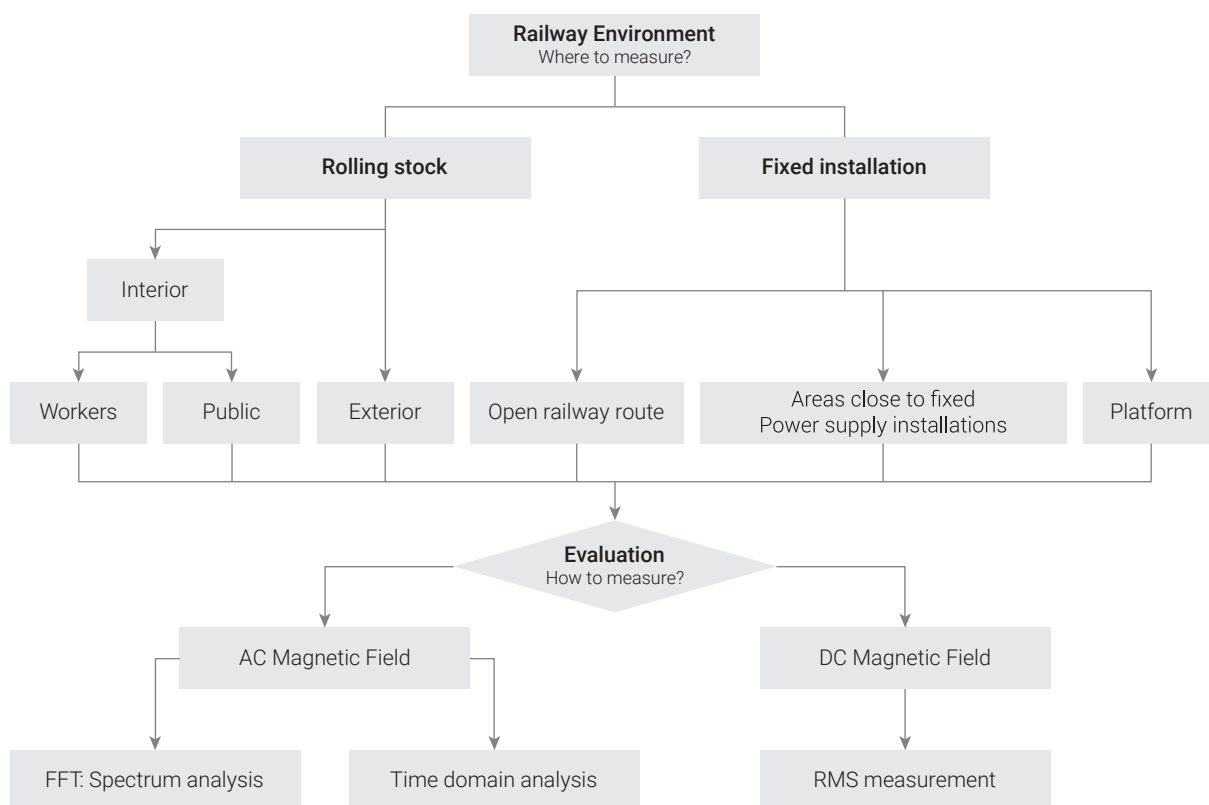 Railway Environment
Where to measure?
Rolling stock
Fixed installation
Interior
Workers
Public
Exterior
Open railway route
Areas close to fixed
Power supply installations
Platform
Evaluation
How to measure?
AC Magnetic Field
DC Magnetic Field
FFT: Spectrum analysis
Time domain analysis
RMS measurement